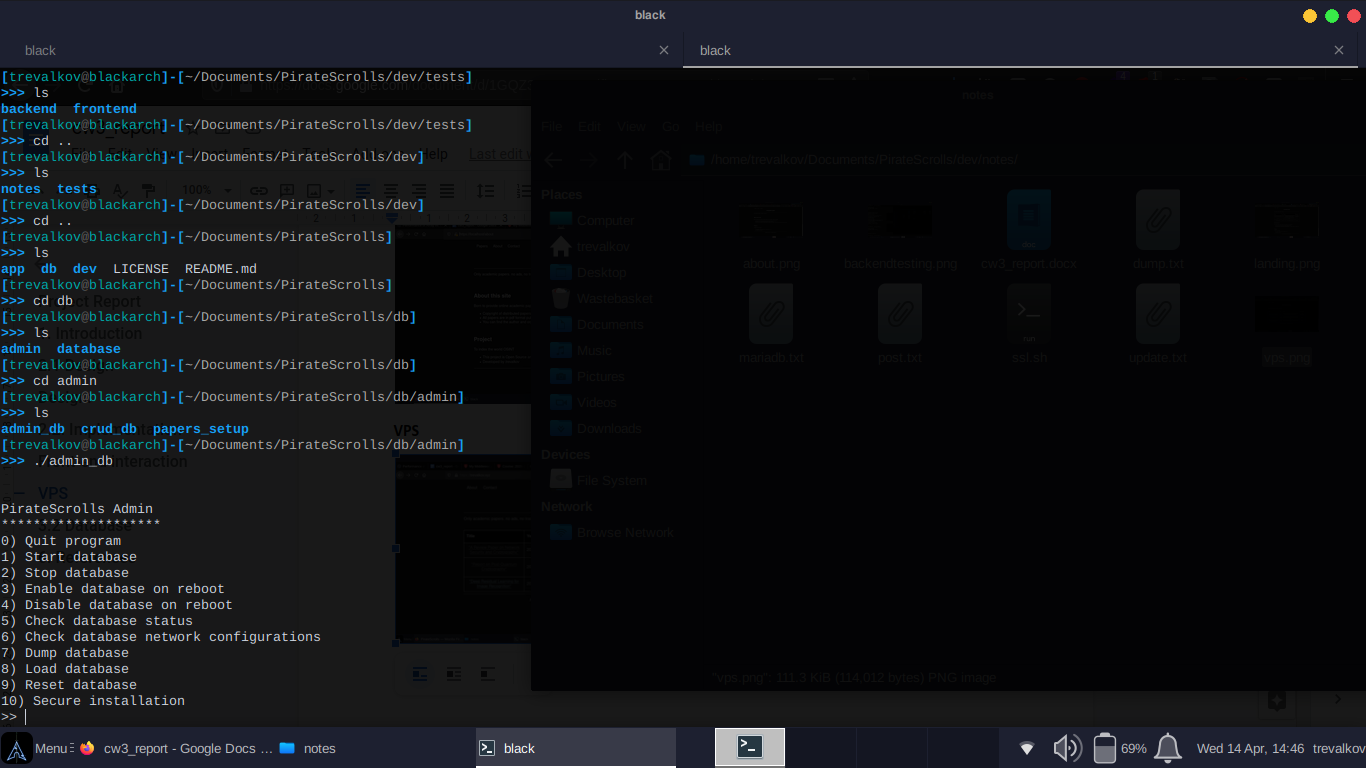 black
black
black
[trevalkov@blackarch]-[~/Documents/PirateScrolls/dev/tests]
>>> ls
backend  frontend
[trevalkov@blackarch]-[~/Documents/PirateScrolls/dev/tests]
>>> cd ..
[trevalkov@blackarch]-[~/Documents/PirateScrolls/dev]
>>> ls
notes  tests
[trevalkov@blackarch]-[~/Documents/PirateScrolls/dev]
>>> cd ..
[trevalkov@blackarch]-[~/Documents/PirateScrolls]
>>> ls
app  db  dev  LICENSE  README.md
[trevalkov@blackarch]-[~/Documents/PirateScrolls]
>>> cd db
[trevalkov@blackarch]-[~/Documents/PirateScrolls/db]
>>> ls
admin  database
[trevalkov@blackarch]-[~/Documents/PirateScrolls/db]
>>> cd admin
[trevalkov@blackarch]-[~/Documents/PirateScrolls/db/admin]
>>> ls
admin_db  crud_db  papers_setup
[trevalkov@blackarch]-[~/Documents/PirateScrolls/db/admin]
>>> ./admin_db
PirateScrolls Admin
********************
0) Quit program
1) Start database
2) Stop database
3) Enable database on reboot
4) Disable database on reboot
5) Check database status
6) Check database network configurations
7) Dump database
8) Load database
9) Reset database
10) Secure installation
>>
Help
Last edit
100%
Introduction
VPS
VPS
notes
File Edit View Go Help
/home/trevalkov/Documents/PirateScrolls/dev/notes/
Places
Computer
trevalkov
Desktop
Wastebasket
Documents
Music
Pictures
Videos
Downloads
Devices
File System
Network
Browse Network
about.png
backendtesting.png
cw3_report.docx
dump.txt
landing.png
mariadb.txt
post.txt
ssl.sh
update.txt
vps.png
"vps.png": 111.3 KiB (114,012 bytes) PNG image
Menu
cw3_report - Google Docs ...
notes
black
69%
Wed 14 Apr, 14:46
trevalkov